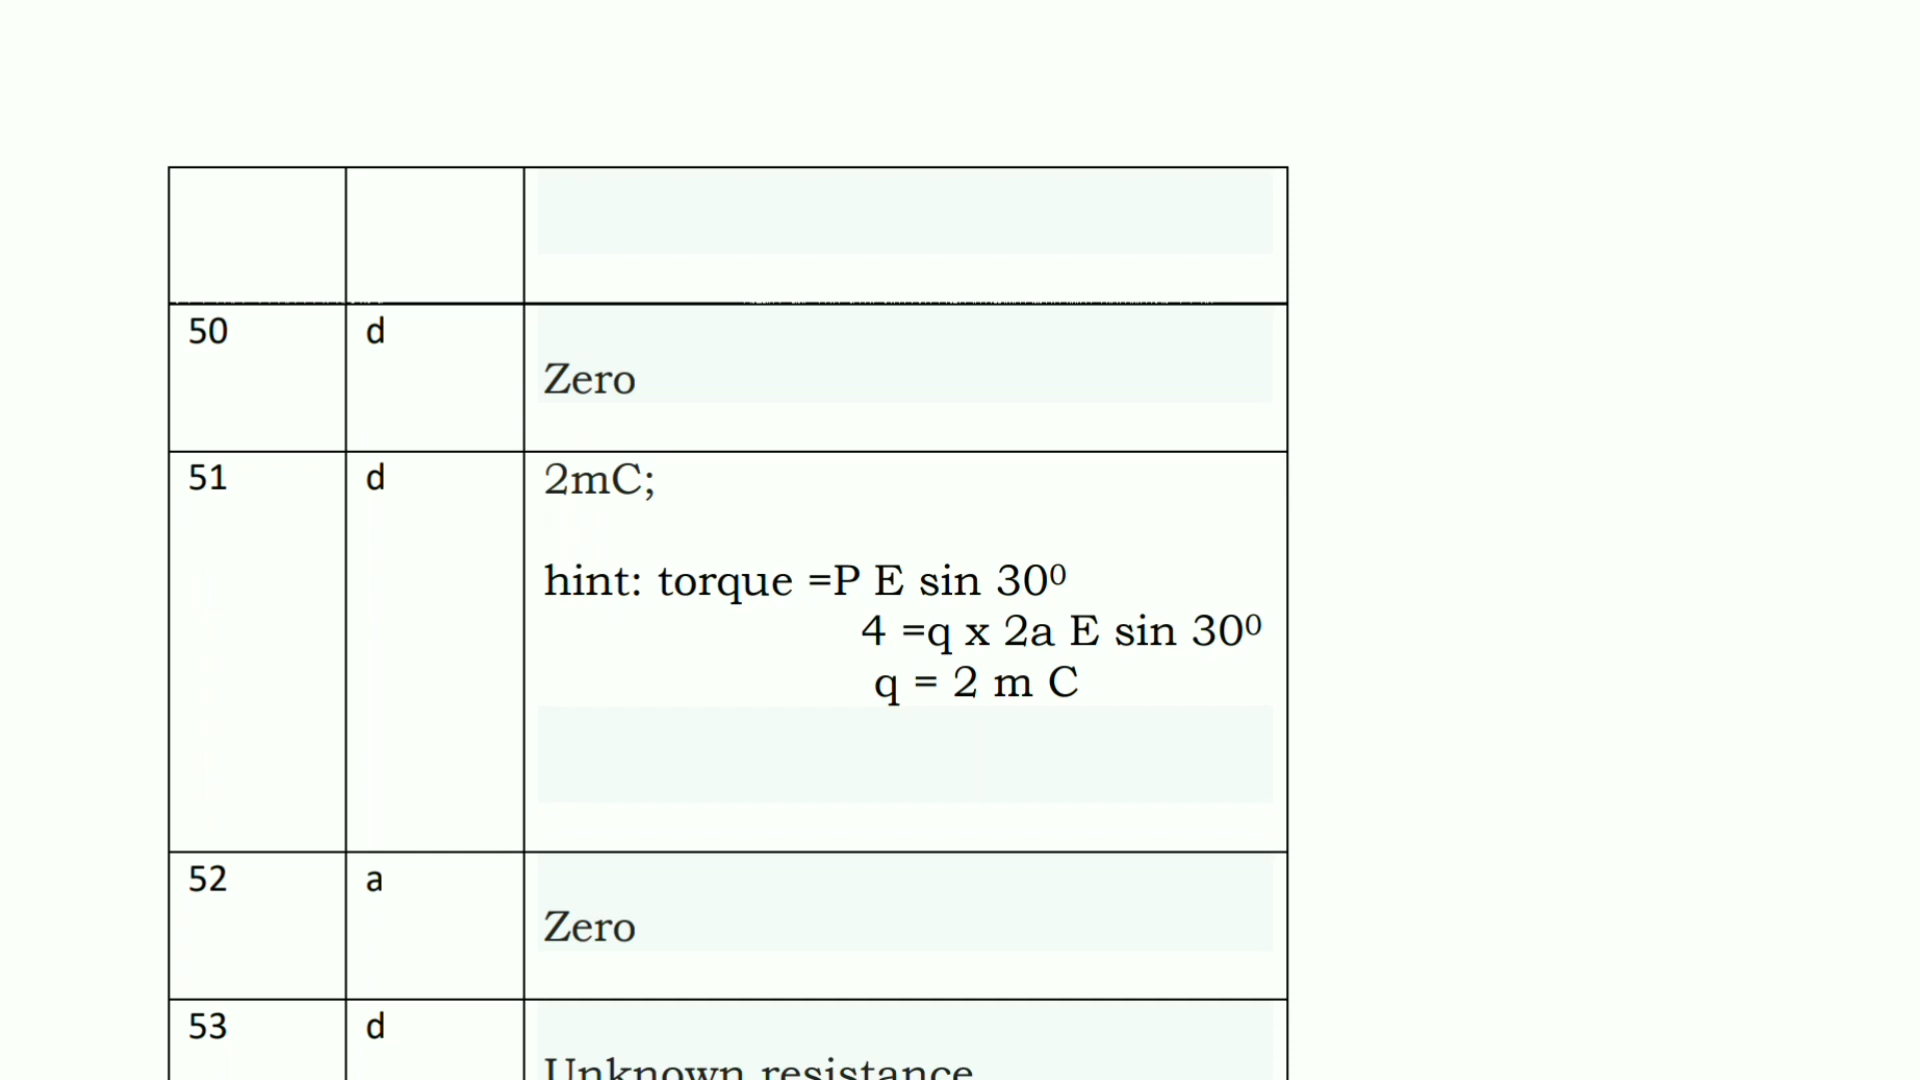 50 d
Zero
51 d 2mC;
hint: torque =P E sin 30⁰
4 =q x 2a E sin 30⁰
q = 2 m C
52 a
Zero
53 d
Unknown resistance